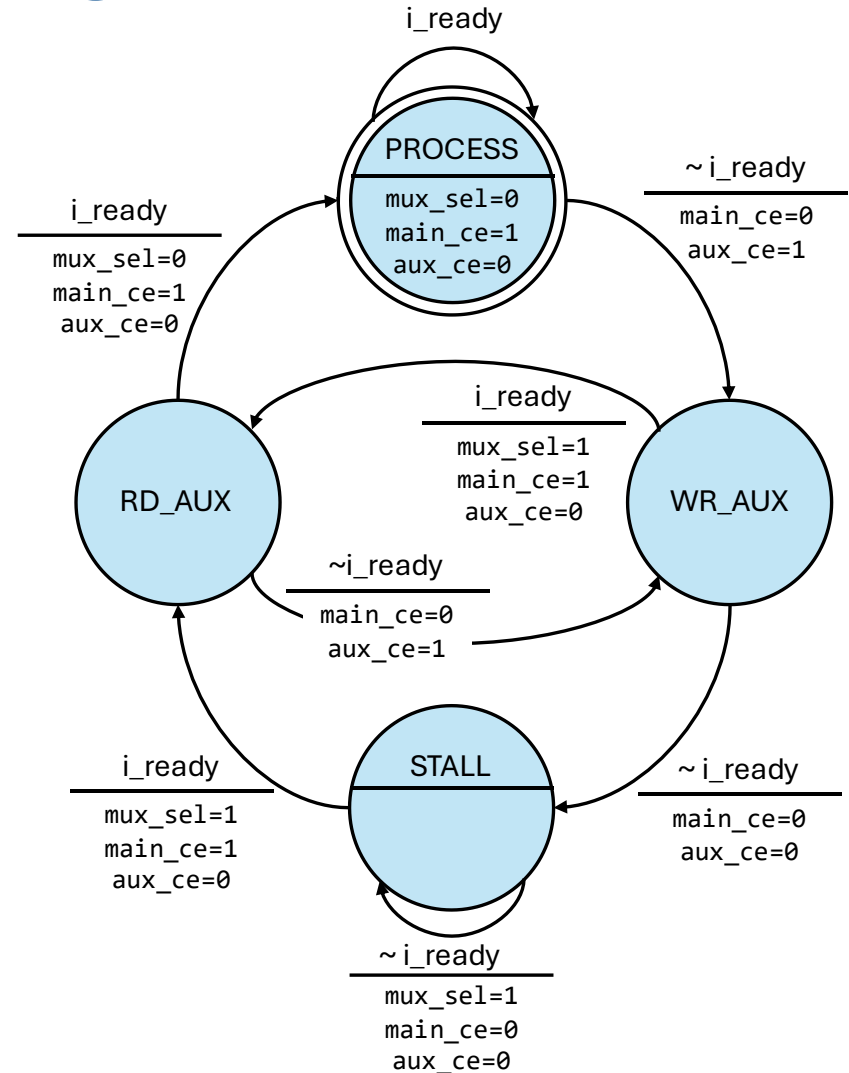 i_ready
PROCESS
mux_sel=0
main_ce=1
aux_ce=0
~ i_ready
main_ce=0
aux_ce=1
i_ready
mux_sel=0
main_ce=1
aux_ce=0
i_ready
mux_sel=1
main_ce=1
aux_ce=0
RD_AUX
WR_AUX
~i_ready
main_ce=0
aux_ce=1
STALL
i_ready
mux_sel=1
main_ce=1
aux_ce=0
~ i_ready
main_ce=0
aux_ce=0
~ i_ready
mux_sel=1
main_ce=0
aux_ce=0